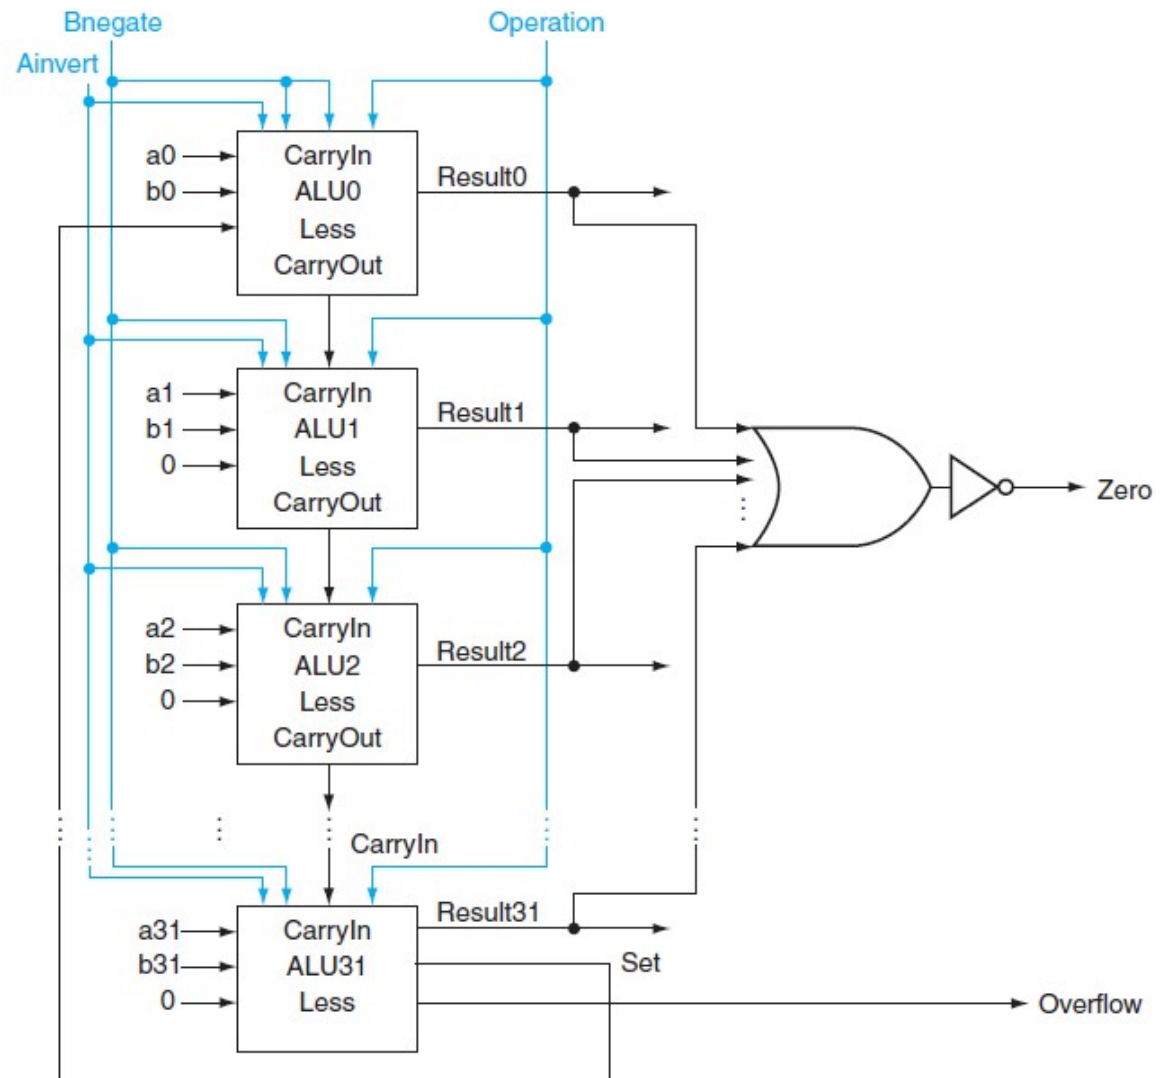 Bnegate
Operation
Ainvert
a0
CarryIn
Result0
b0
ALU0
Less
CarryOut
a1
CarryIn
Result1
b1
ALU1
0
Less
CarryOut
Zero
a2
CarryIn
Result2
b2
ALU2
0
Less
CarryOut
CarryIn
a31
CarryIn
Result31
b31
ALU31
Set
0
Less
Overflow